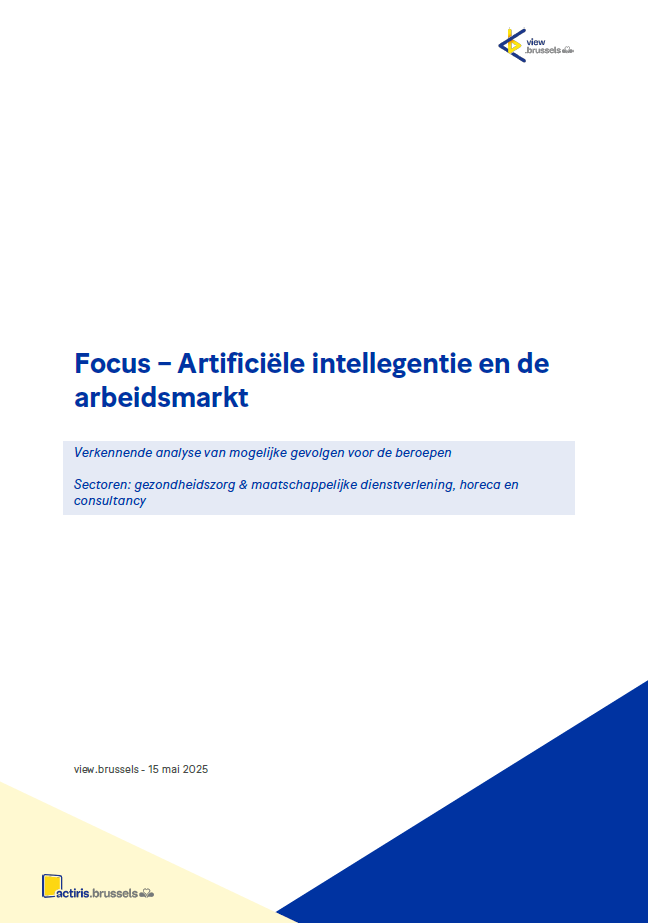 view
.brussels
Focus – Artificiële intellegentie en de
arbeidsmarkt
Verkennende analyse van mogelijke gevolgen voor de beroepen
Sectoren: gezondheidszorg & maatschappelijke dienstverlening, horeca en
consultancy
view.brussels - 15 mai 2025
actiris.brussels